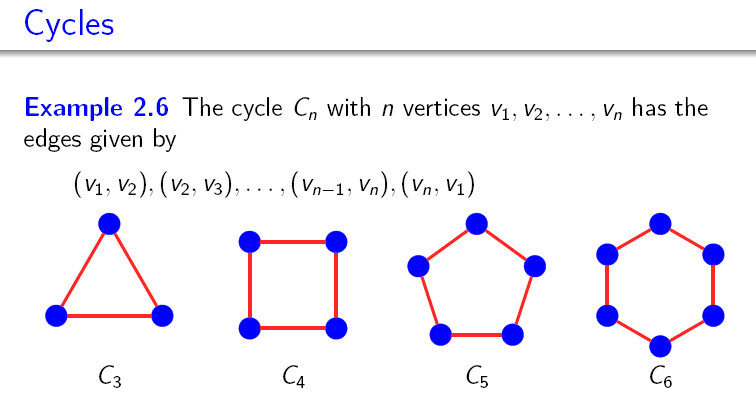 Cycles
Example 2.6 The cycle Cₙ with n vertices v₁, v₂, . . . , vₙ has the
edges given by
(v₁, v₂), (v₂, v₃), . . . , (vₙ₋₁, vₙ), (vₙ, v₁)
C₃ C₄ C₅ C₆